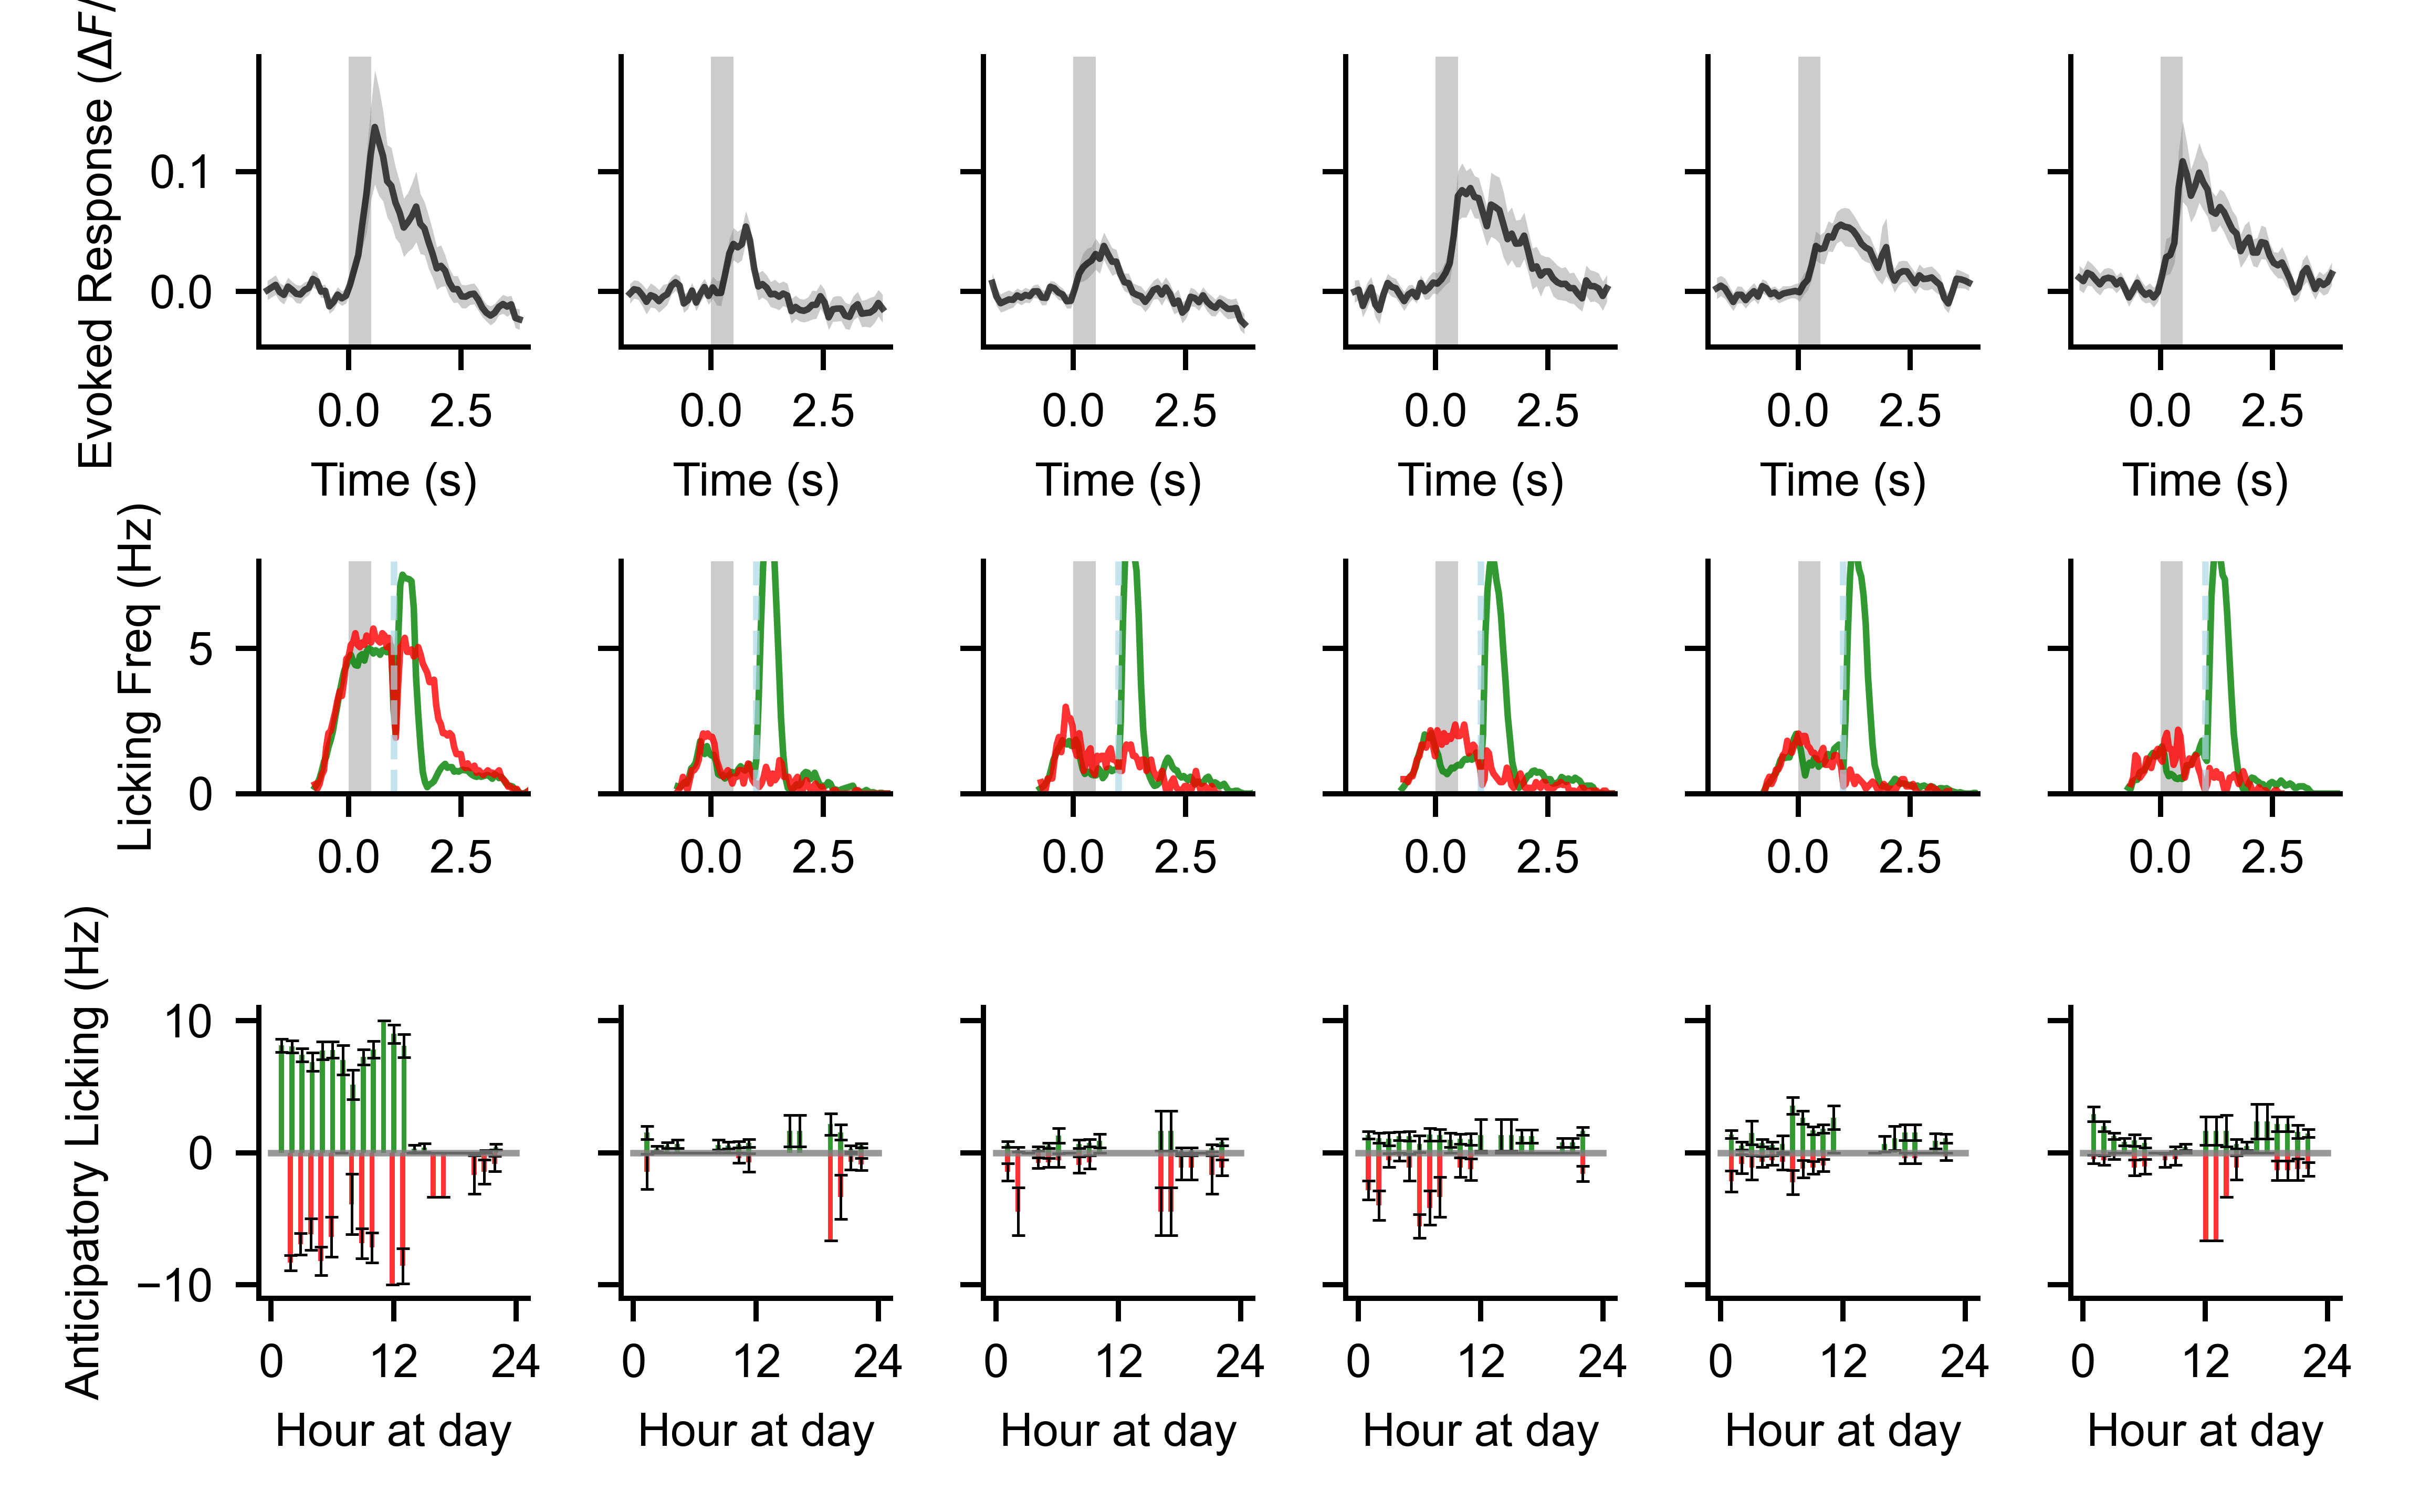 Evoked Response (ΔF/
0.1
0.0
0.0 2.5 0.0 2.5 0.0 2.5 0.0 2.5 0.0 2.5 0.0 2.5
Time (s) Time (s) Time (s) Time (s) Time (s) Time (s)
Licking Freq (Hz)
5
0
0.0 2.5 0.0 2.5 0.0 2.5 0.0 2.5 0.0 2.5 0.0 2.5
Anticipatory Licking (Hz)
10
0
−10
0 12 24 0 12 24 0 12 24 0 12 24 0 12 24 0 12 24
Hour at day Hour at day Hour at day Hour at day Hour at day Hour at day